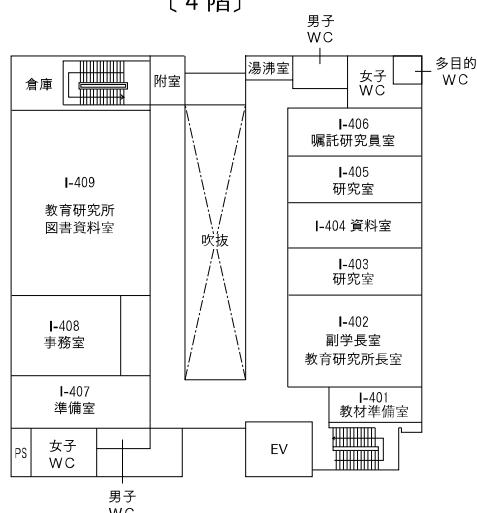 〔4階〕
男子
WC
湯沸室
多目的
WC
倉庫
附室
女子
WC
I-406
嘱託研究員室
I-409
教育研究所
図書資料室
I-405
研究室
I-404 資料室
吹抜
I-403
研究室
I-408
事務室
I-402
副学長室
教育研究所長室
I-407
準備室
I-401
教材準備室
PS
女子
WC
EV
男子
WC